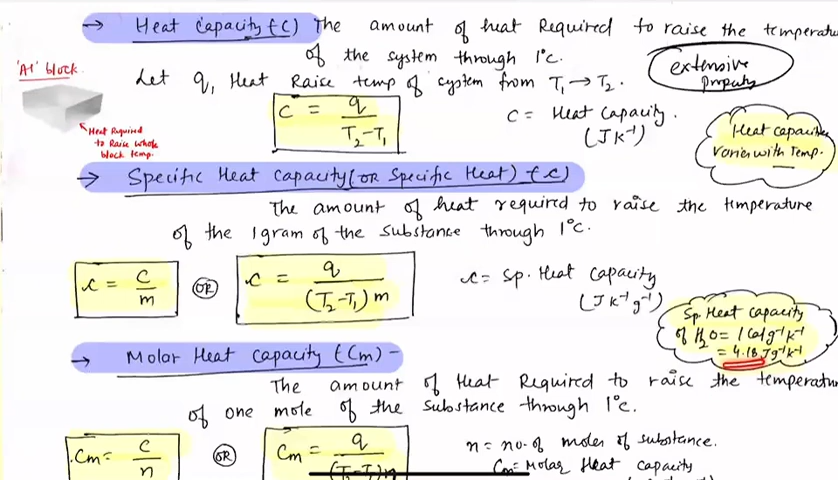 → Heat Capacity (C) The amount of heat Required to raise the temperatu
of the system through 1°C.
'Al' block
Let q, Heat Raise temp of system from T₁ → T₂.
extensive
property
C = q / T₂-T₁
C = Heat Capacity.
(J K⁻¹)
Heat Required
to Raise whole
block temp.
Heat Capacity
Varies with Temp.
→ Specific Heat Capacity (OR Specific Heat) (c)
The amount of heat required to raise the temperature
of the 1 gram of the substance through 1°C.
c = C / m OR c = q / (T₂-T₁) m
c = Sp. Heat Capacity
(J K⁻¹ g⁻¹)
Sp Heat Capacity
of H₂O = 1 Cal g⁻¹ K⁻¹
= 4.18 J g⁻¹ K⁻¹
→ Molar Heat Capacity (Cm) -
The amount of Heat Required to raise the temperatur
of one mole of the substance through 1°C.
Cm = C / n OR Cm = q / (T₂-T₁) n
n = no. of moles of substance.
Cm = Molar Heat Capacity